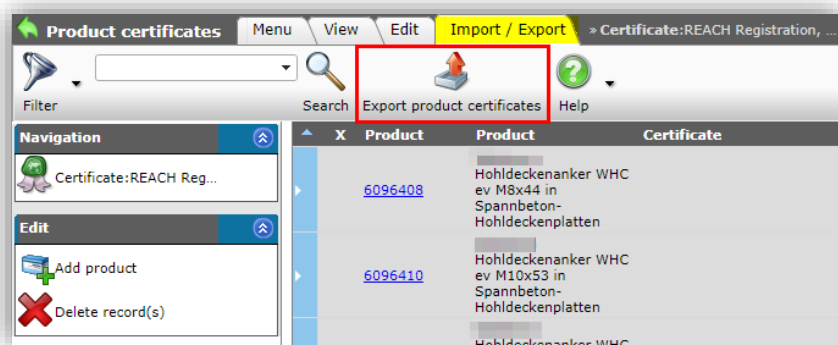 Product certificates Menu View Edit Import / Export » Certificate:REACH Registration, ...
Filter Search Export product certificates Help
Navigation
Certificate:REACH Reg...
Edit
Add product
Delete record(s)
X Product Product Certificate
6096408
Hohldeckenanker WHC
ev M8x44 in
Spannbeton-
Hohldeckenplatten
6096410
Hohldeckenanker WHC
ev M10x53 in
Spannbeton-
Hohldeckenplatten
Hohldeckenanker WHC